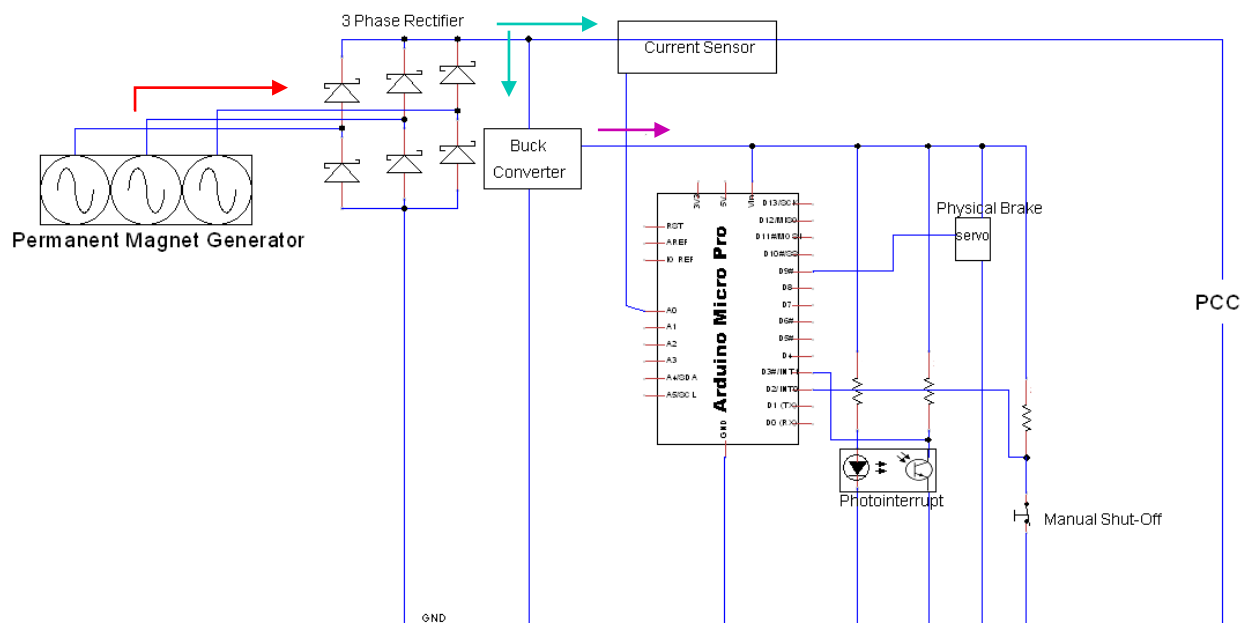 3 Phase Rectifier
Current Sensor
Buck
Converter
Permanent Magnet Generator
Physical Brake
servo
PCC
Arduino Micro Pro
3V3
5V
Vin
RST
AREF
IO REF
A0
A1
A2
A3
A4/SDA
A5/SCL
D13/SCK
D12/MISO
D11#/MOSI
D10#/SS
D9#
D8
D7
D6#
D5#
D4
D3#/INT1
D2/INT0
D1 (TX)
D0 (RX)
GND
Photointerrupt
Manual Shut-Off
GND